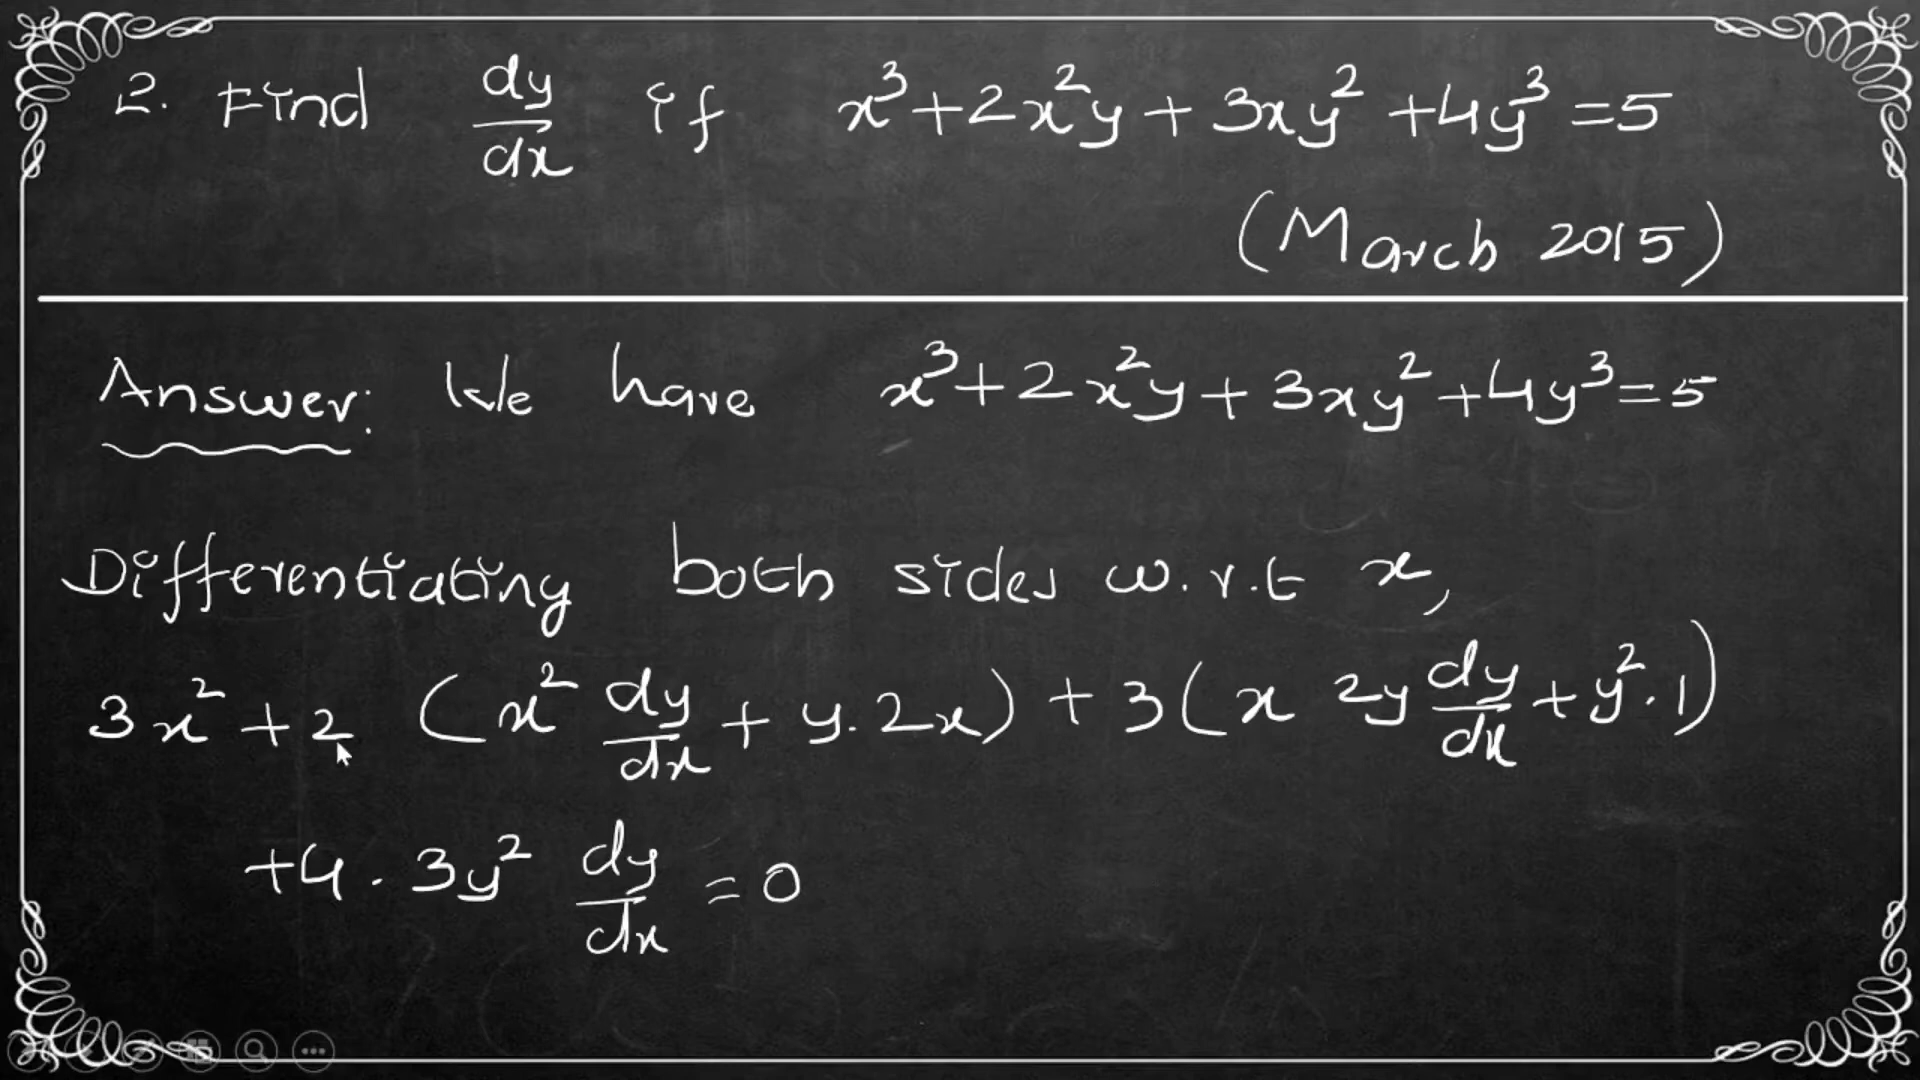 2. Find dy/dx if x³+2x²y+3xy²+4y³=5
(March 2015)
Answer: We have x³+2x²y+3xy²+4y³=5
Differentiating both sides w.r.t x,
3x²+2 (x² dy/dx + y.2x) + 3(x 2y dy/dx + y².1)
+4.3y² dy/dx = 0